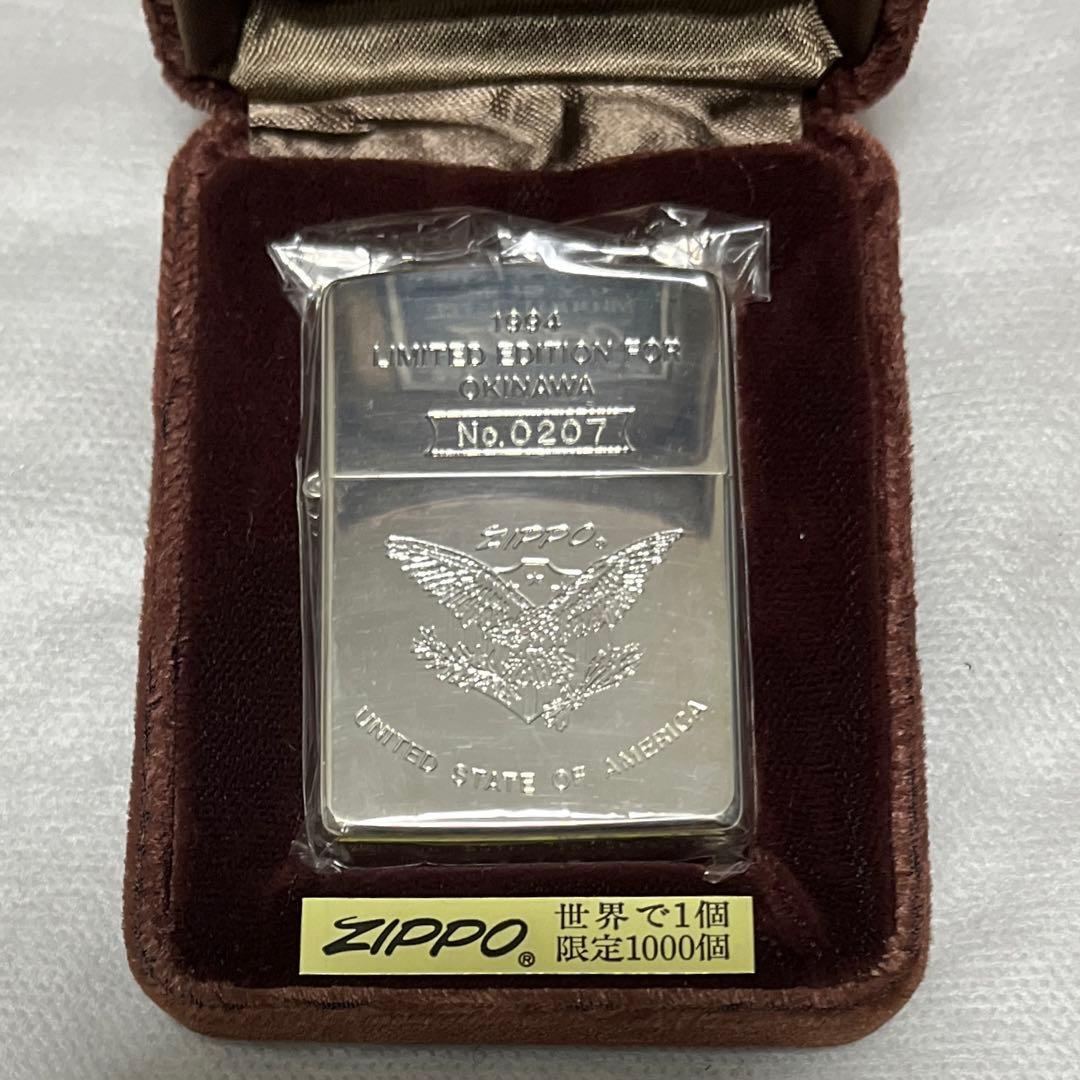 1994
LIMITED EDITION FOR
OKINAWA
No.0207
ZIPPO®
UNITED STATE OF AMERICA
ZIPPO®
世界で1個
限定1000個